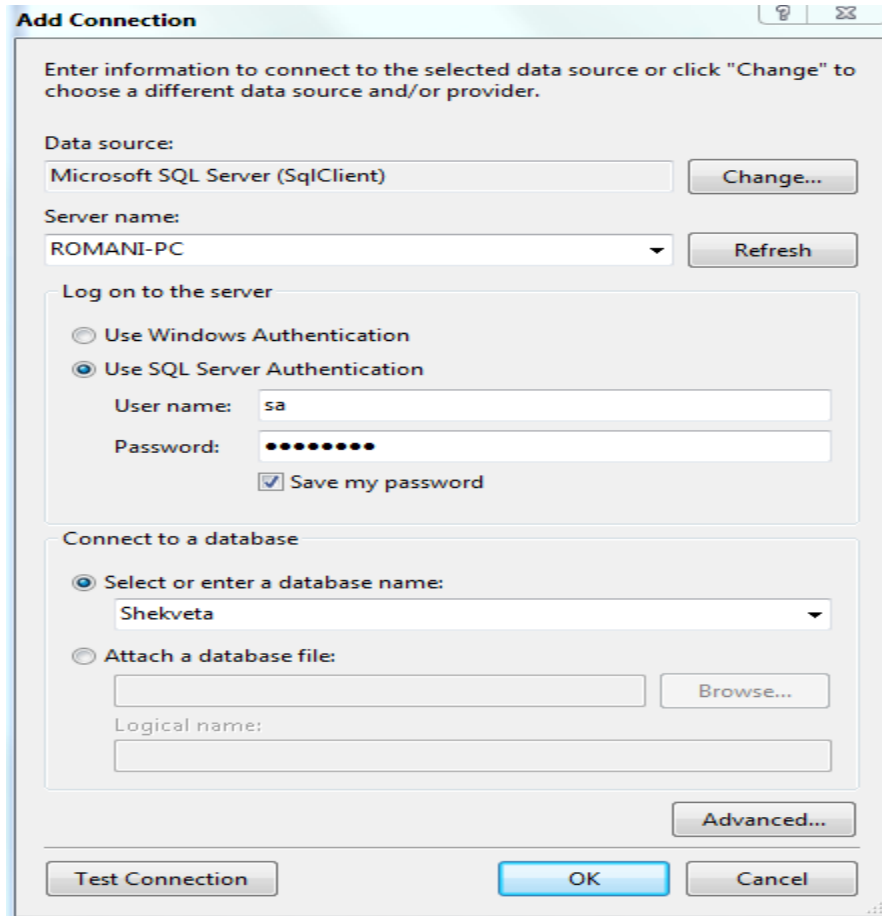 Add Connection
Enter information to connect to the selected data source or click "Change" to
choose a different data source and/or provider.
Data source:
Microsoft SQL Server (SqlClient)
Change...
Server name:
ROMANI-PC
Refresh
Log on to the server
Use Windows Authentication
Use SQL Server Authentication
User name:
sa
Password:
●●●●●●●●
Save my password
Connect to a database
Select or enter a database name:
Shekveta
Attach a database file:
Browse...
Logical name:
Advanced...
Test Connection
OK
Cancel